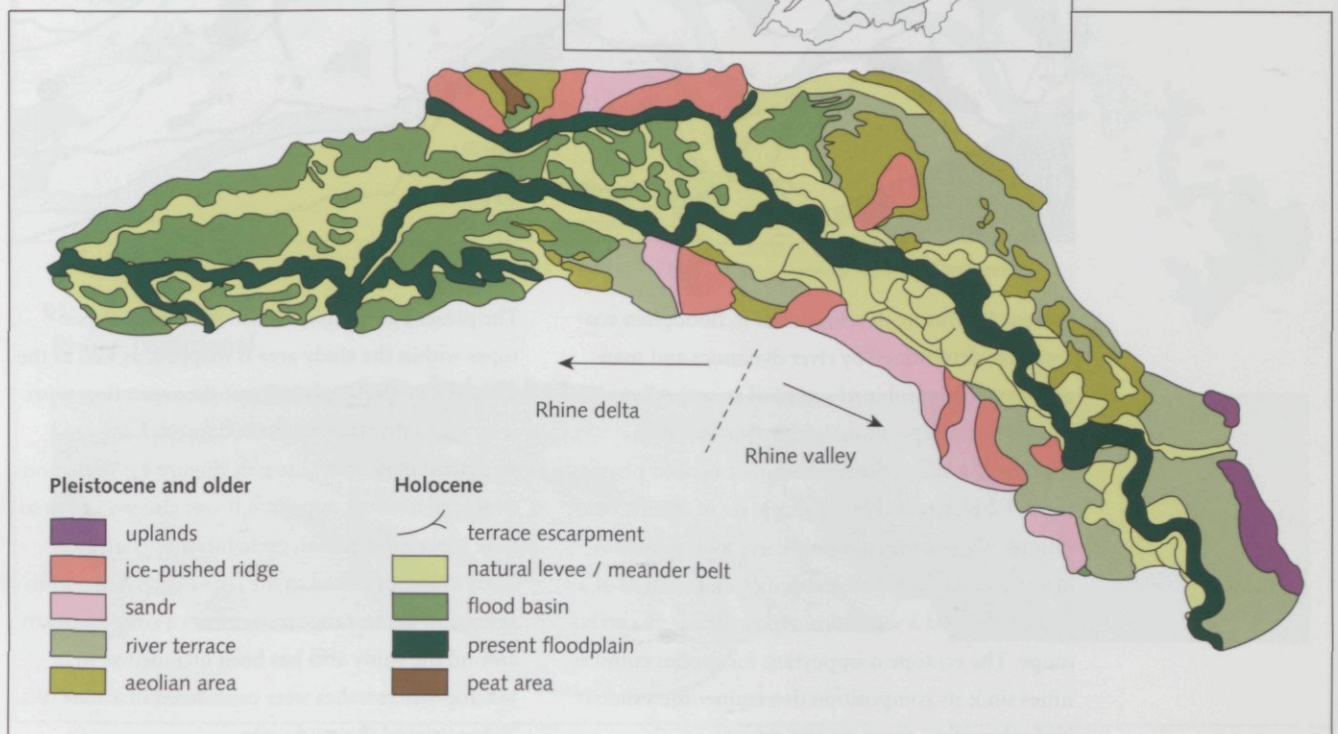 Rhine delta
Rhine valley
Pleistocene and older
uplands
ice-pushed ridge
sandr
river terrace
aeolian area
Holocene
terrace escarpment
natural levee / meander belt
flood basin
present floodplain
peat area